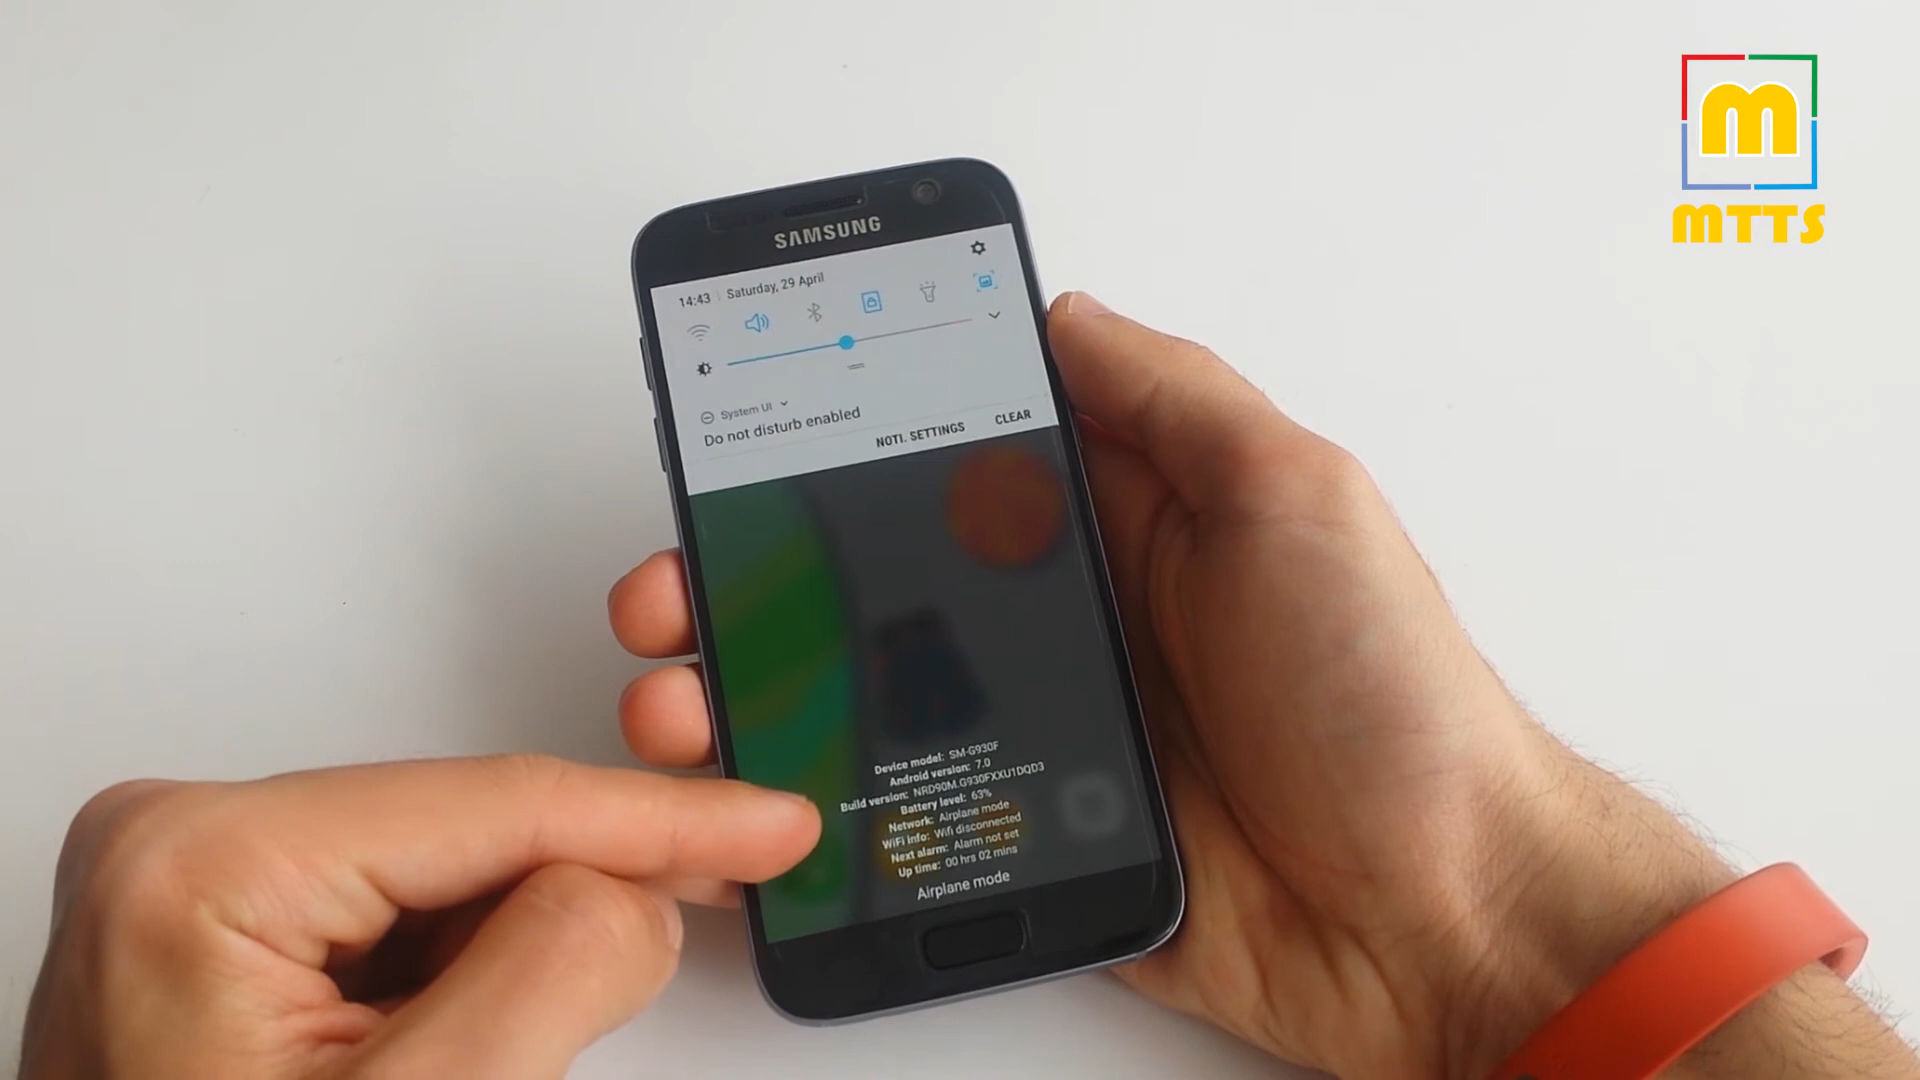 m
MTTS
SAMSUNG
14:43 | Saturday, 29 April
System UI
Do not disturb enabled
NOTI. SETTINGS CLEAR
Device model: SM-G930F
Android version: 7.0
Build version: NRD90M.G930FXXU1DQD3
Battery level: 63%
Network: Airplane mode
WiFi info: Wifi disconnected
Next alarm: Alarm not set
Up time: 00 hrs 02 mins
Airplane mode